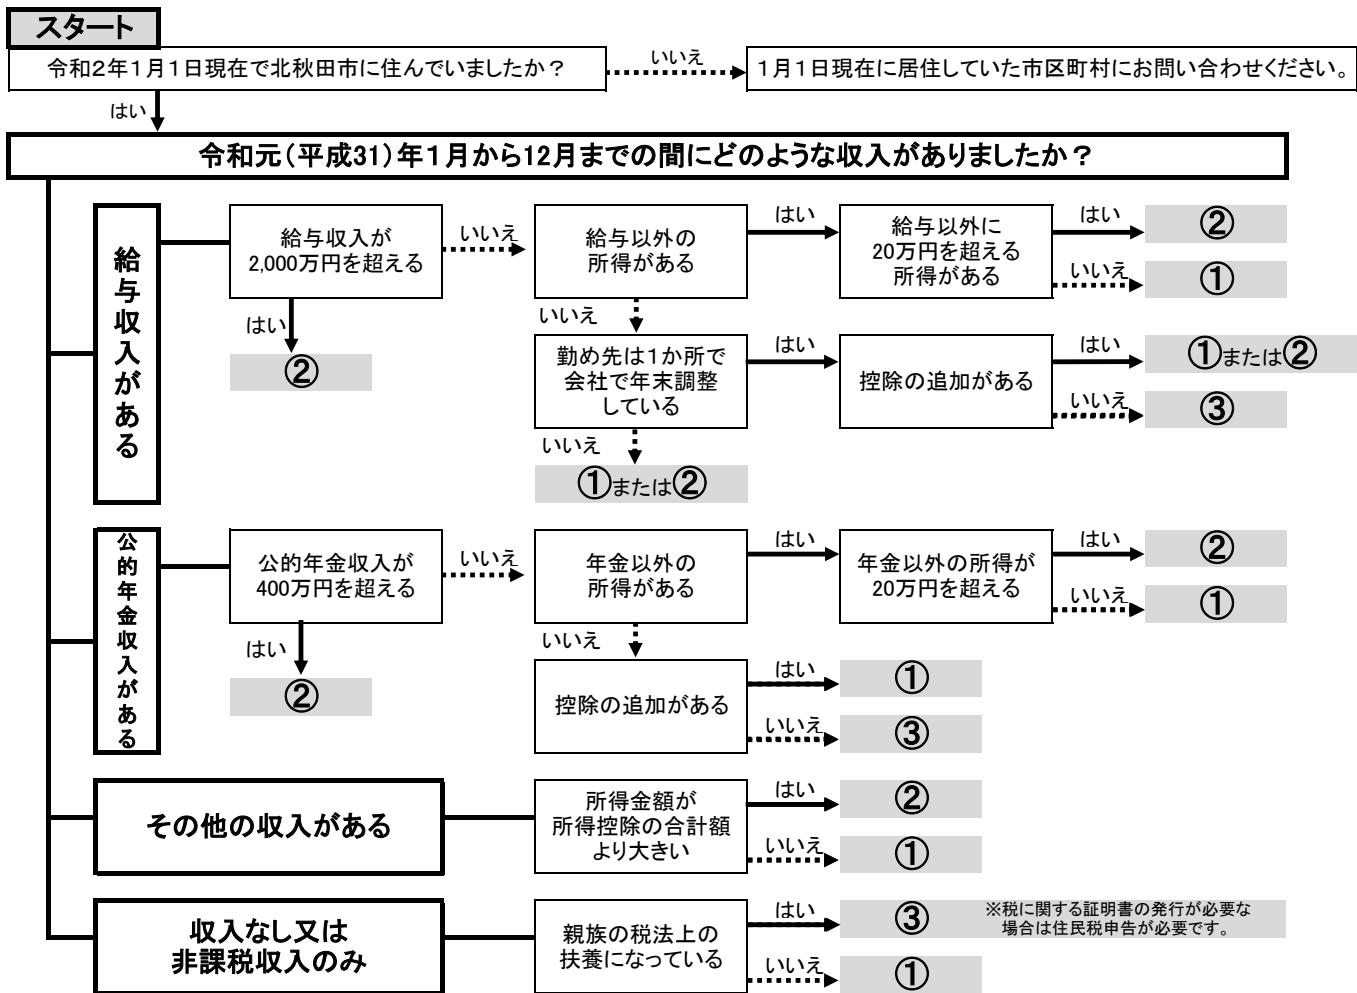 スタート
令和2年1月1日現在で北秋田市に住んでいましたか?
いいえ
1月1日現在に居住していた市区町村にお問い合わせください。
はい
令和元(平成31)年1月から12月までの間にどのような収入がありましたか?
給与収入がある
給与収入が
2,000万円を超える
いいえ
給与以外の
所得がある
はい
給与以外に
20万円を超える
所得がある
はい
②
いいえ
①
はい
②
いいえ
勤め先は1か所で
会社で年末調整
している
はい
控除の追加がある
はい
①または②
いいえ
③
いいえ
①または②
公的年金収入がある
公的年金収入が
400万円を超える
いいえ
年金以外の
所得がある
はい
年金以外の所得が
20万円を超える
はい
②
いいえ
①
はい
②
いいえ
控除の追加がある
はい
①
いいえ
③
その他の収入がある
所得金額が
所得控除の合計額
より大きい
はい
②
いいえ
①
収入なし又は
非課税収入のみ
親族の税法上の
扶養になっている
はい
③
※税に関する証明書の発行が必要な
場合は住民税申告が必要です。
いいえ
①